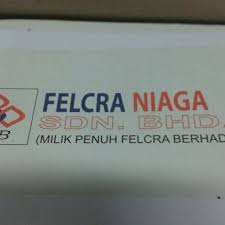 FELCRA NIAGA
SDN. BHD.
(MILIK PENUH FELCRA BERHAD
B